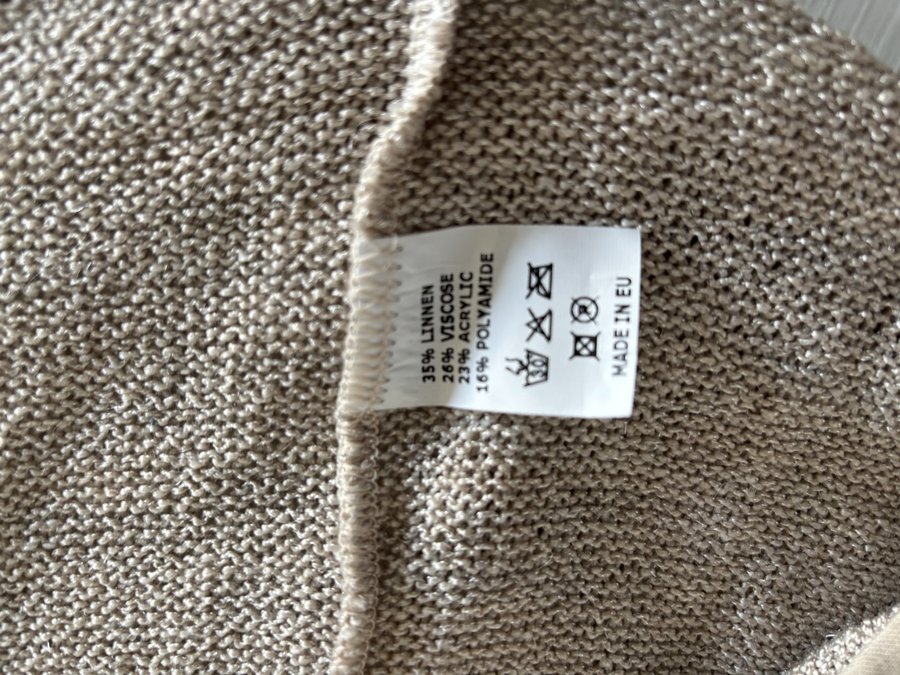 35% LINNEN
26% VISCOSE
23% ACRYLIC
16% POLYAMIDE
30
MADE IN EU